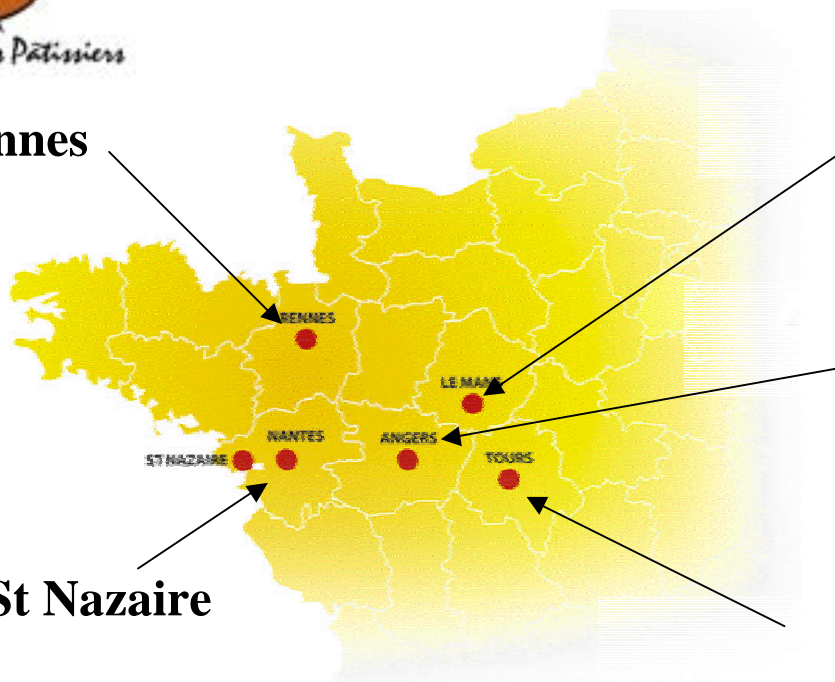 s Pâtissiers
nnes
RENNES
LE MANS
NANTES
ANGERS
ST NAZAIRE
TOURS
St Nazaire